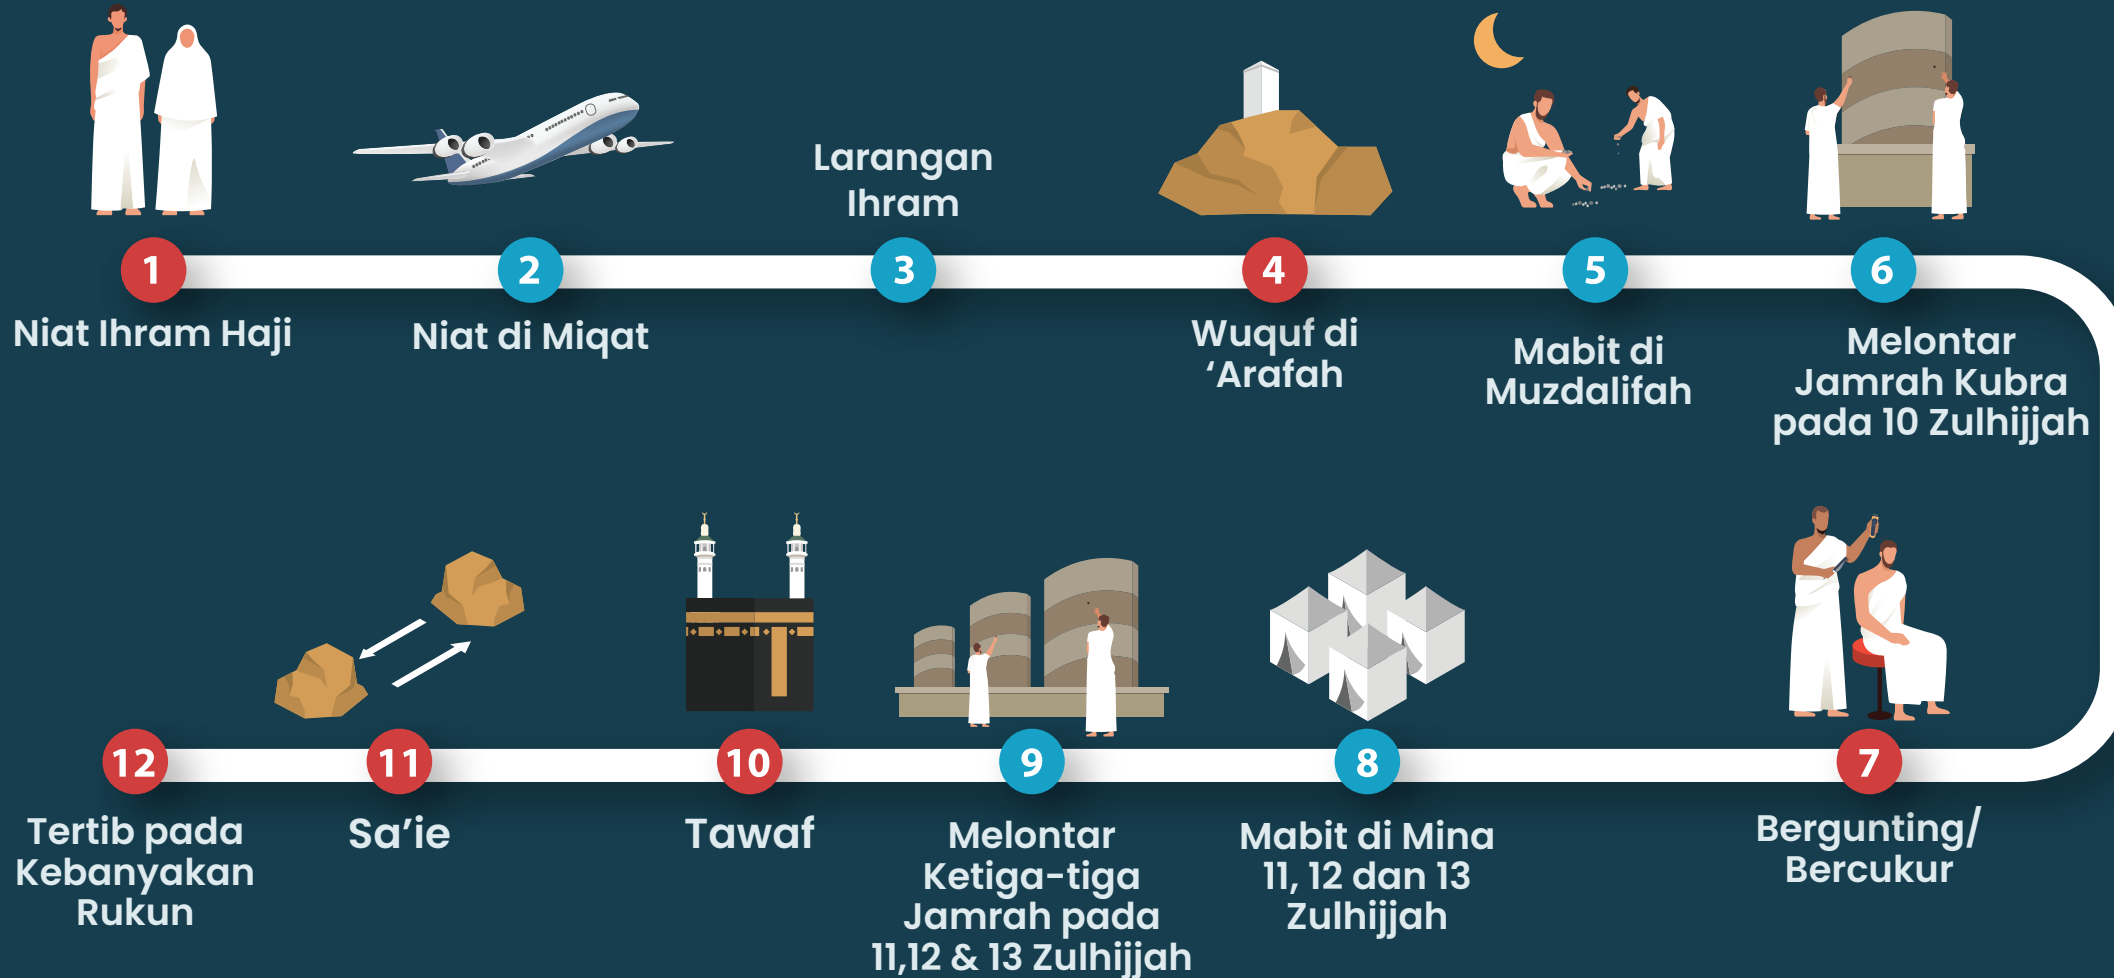 1
Niat Ihram Haji
2
Niat di Miqat
Larangan
Ihram
3
4
Wuquf di
‘Arafah
5
Mabit di
Muzdalifah
6
Melontar
Jamrah Kubra
pada 10 Zulhijjah
7
Bergunting/
Bercukur
8
Mabit di Mina
11, 12 dan 13
Zulhijjah
9
Melontar
Ketiga-tiga
Jamrah pada
11,12 & 13 Zulhijjah
10
Tawaf
11
Sa’ie
12
Tertib pada
Kebanyakan
Rukun